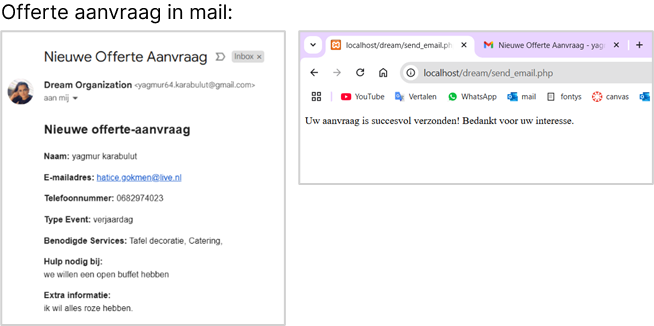 Offerte aanvraag in mail:
Nieuwe Offerte Aanvraag Inbox ×
Dream Organization <yagmur64.karabulut@gmail.com>
aan mij
Nieuwe offerte-aanvraag
Naam: yagmur karabulut
E-mailadres: hatice.gokmen@live.nl
Telefoonnummer: 0682974023
Type Event: verjaardag
Benodigde Services: Tafel decoratie, Catering,
Hulp nodig bij:
we willen een open buffet hebben
Extra informatie:
ik wil alles roze hebben.
localhost/dream/send_email.ph × Nieuwe Offerte Aanvraag - yag ×
localhost/dream/send_email.php
YouTube Vertalen WhatsApp mail fontys canvas
Uw aanvraag is succesvol verzonden! Bedankt voor uw interesse.